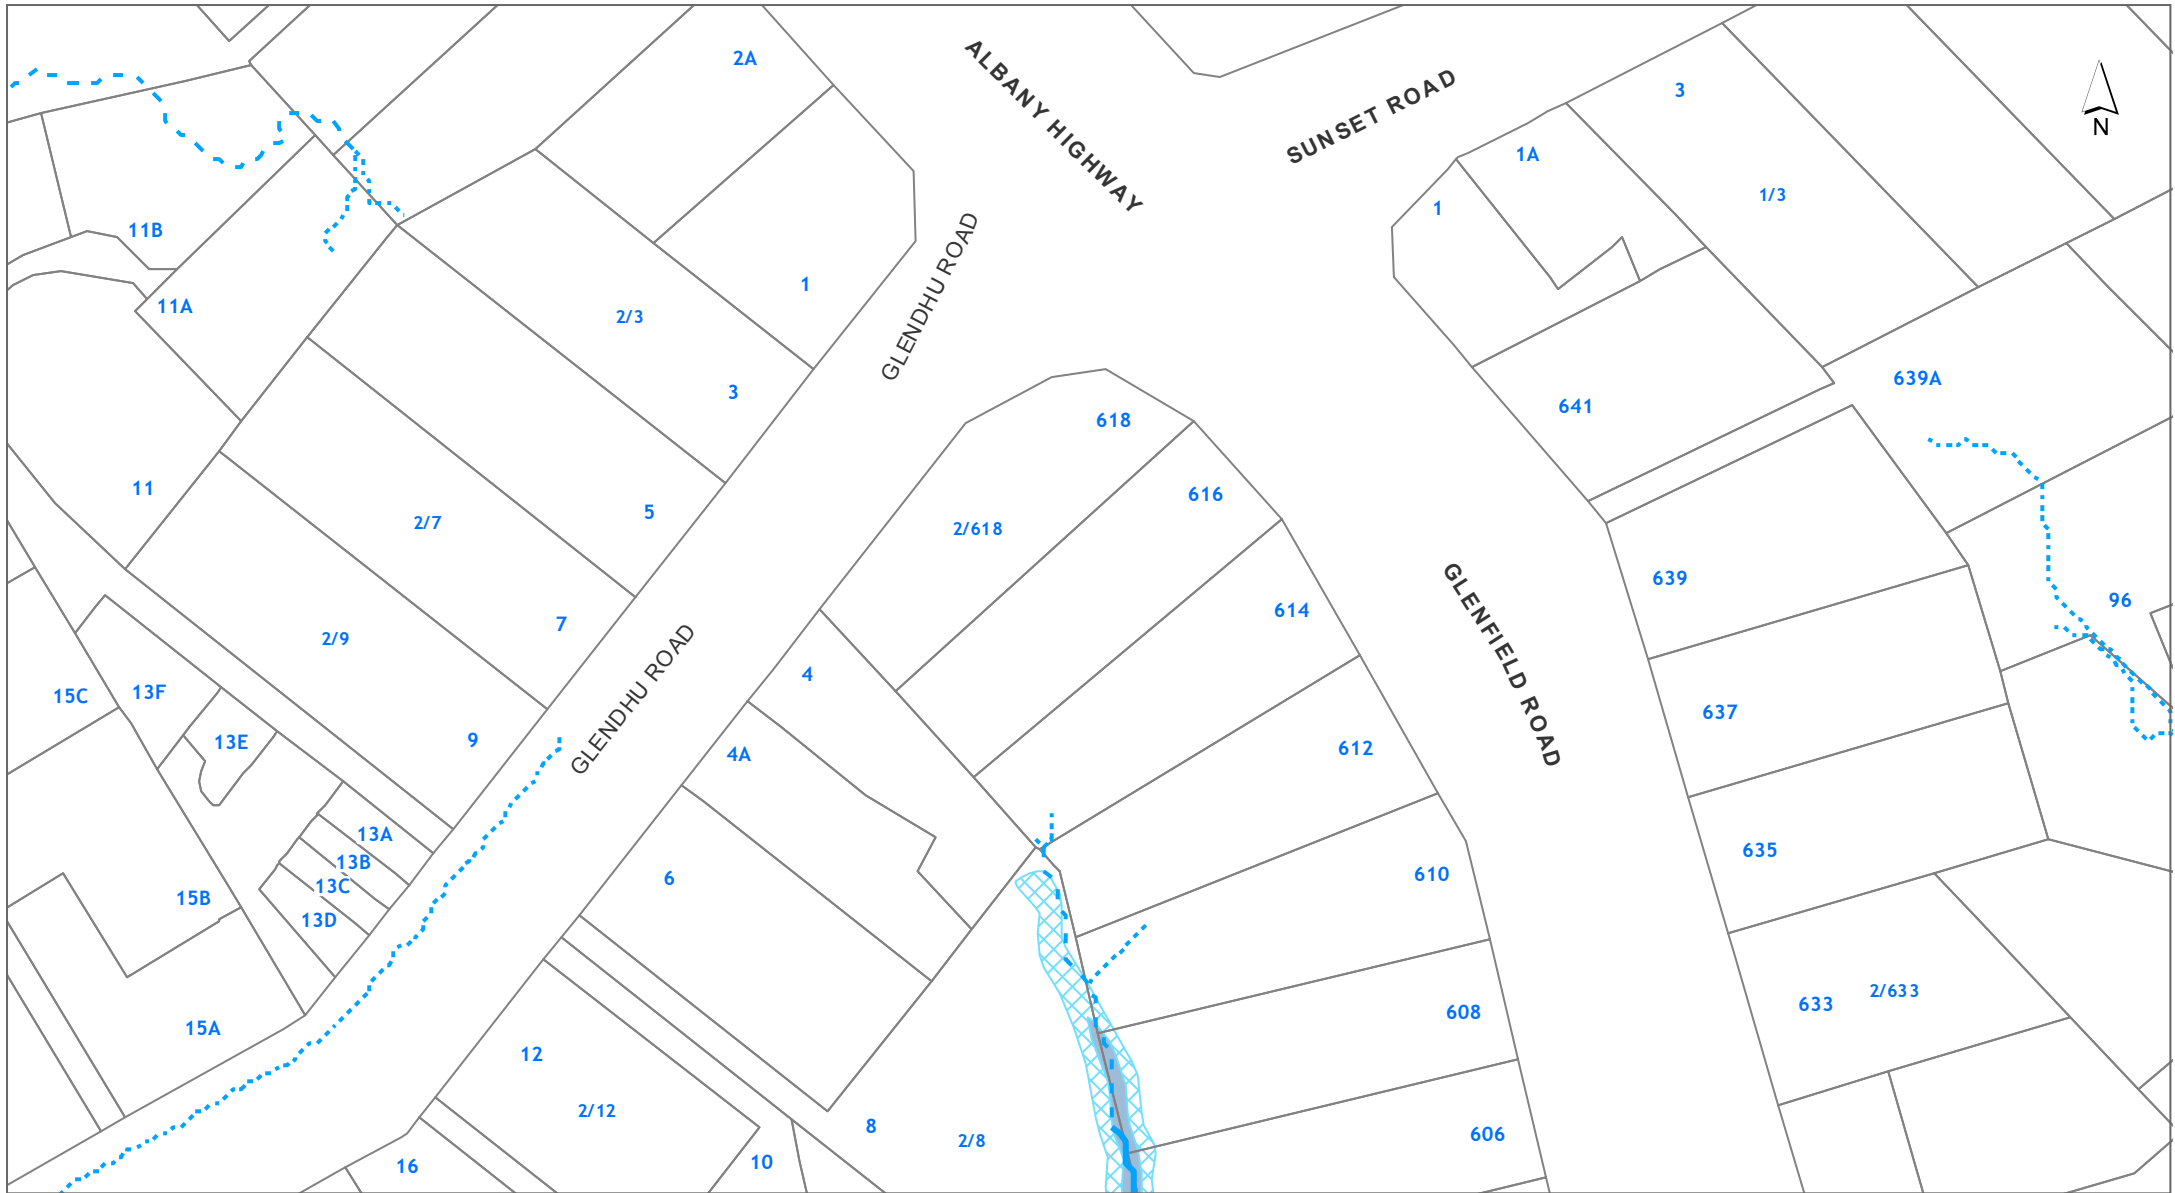 2A
ALBANY HIGHWAY
SUNSET ROAD
3
N
1A
1/3
1
11B
GLENDHU ROAD
1
11A
2/3
3
639A
641
618
11
616
5
2/7
2/618
639
96
614
7
2/9
GLENFIELD ROAD
4
13F
15C
637
GLENDHU ROAD
13E
9
4A
612
13A
635
13B
13C
6
610
15B
13D
633
2/633
608
15A
12
2/12
8
2/8
606
16
10